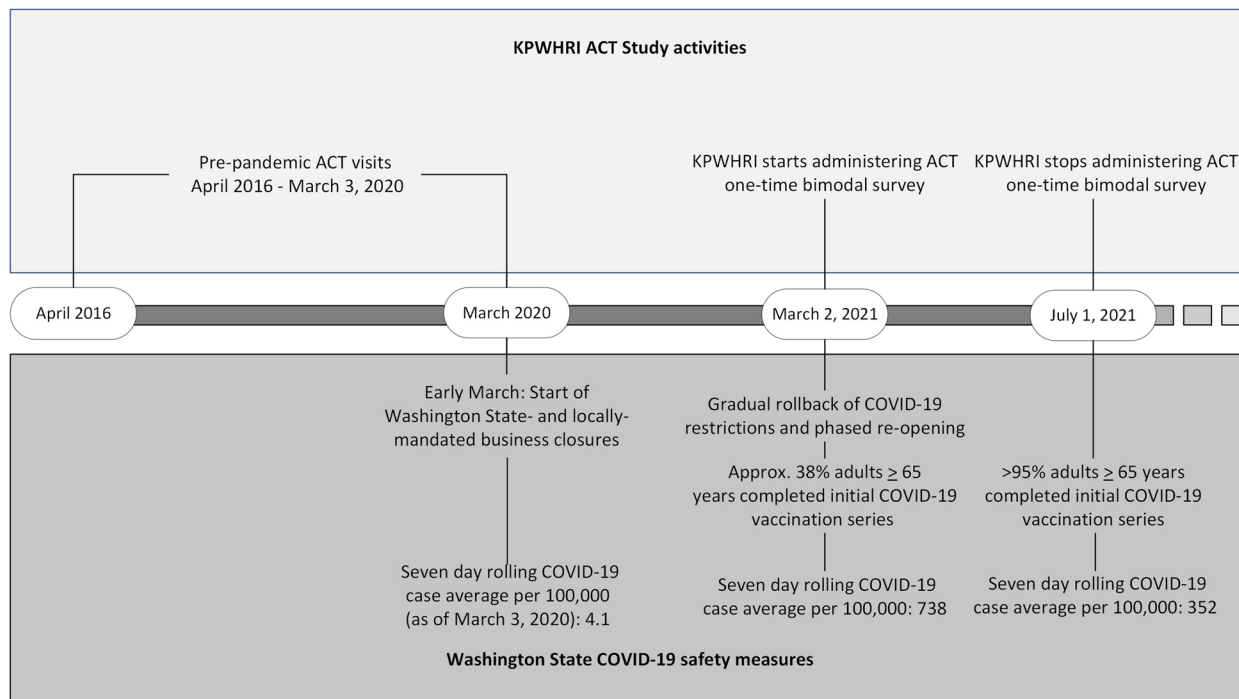 KPWHRI ACT Study activities
Pre-pandemic ACT visits
April 2016 - March 3, 2020
KPWHRI starts administering ACT
one-time bimodal survey
KPWHRI stops administering ACT
one-time bimodal survey
April 2016
March 2020
March 2, 2021
July 1, 2021
Early March: Start of
Washington State- and locally-
mandated business closures
Seven day rolling COVID-19
case average per 100,000
(as of March 3, 2020): 4.1
Gradual rollback of COVID-19
restrictions and phased re-opening
Approx. 38% adults ≥ 65
years completed initial COVID-19
vaccination series
Seven day rolling COVID-19
case average per 100,000: 738
>95% adults ≥ 65 years
completed initial COVID-19
vaccination series
Seven day rolling COVID-19
case average per 100,000: 352
Washington State COVID-19 safety measures